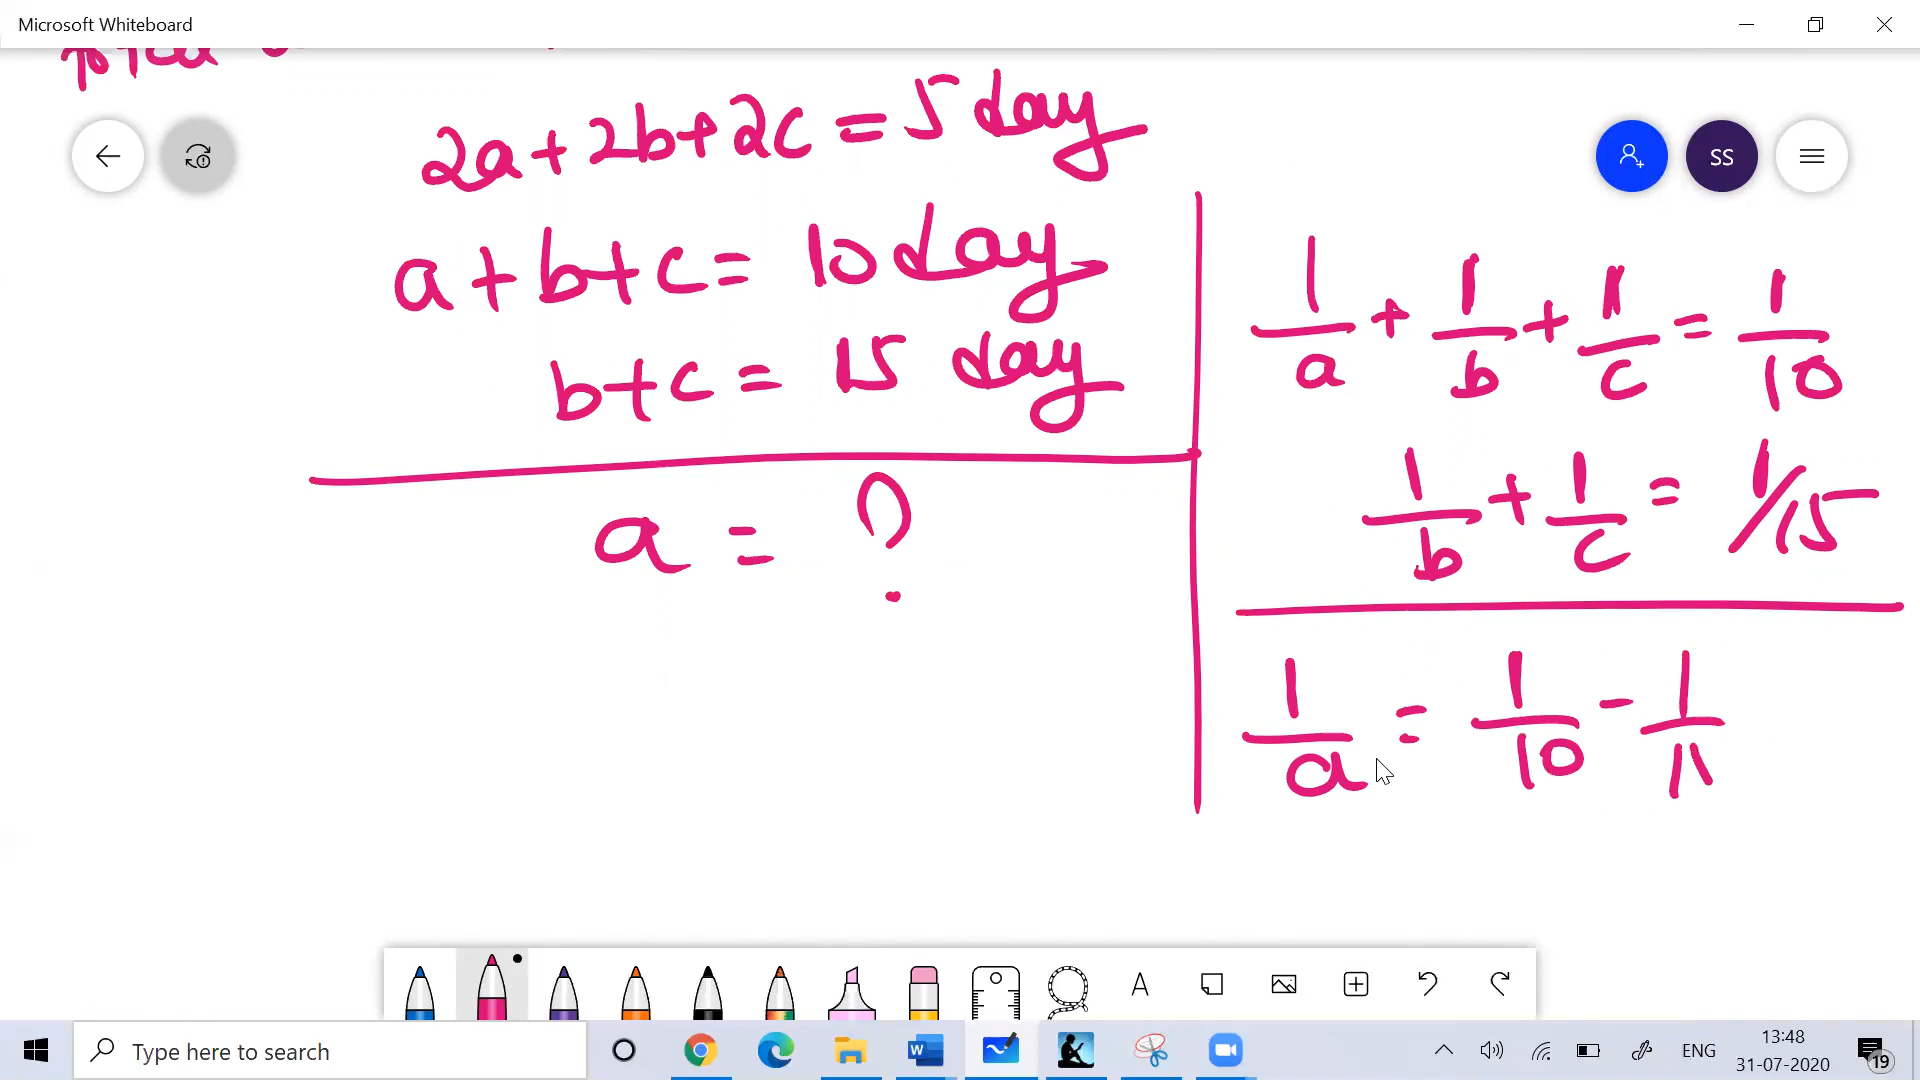 Microsoft Whiteboard
2a+2b+2c=5 day
a+b+c= 10 day
b+c= 15 day
a = ?
1/a + 1/b + 1/c = 1/10
1/b + 1/c = 1/15
1/a = 1/10 - 1/11
SS
A
W
Type here to search
ENG
13:48
31-07-2020
19